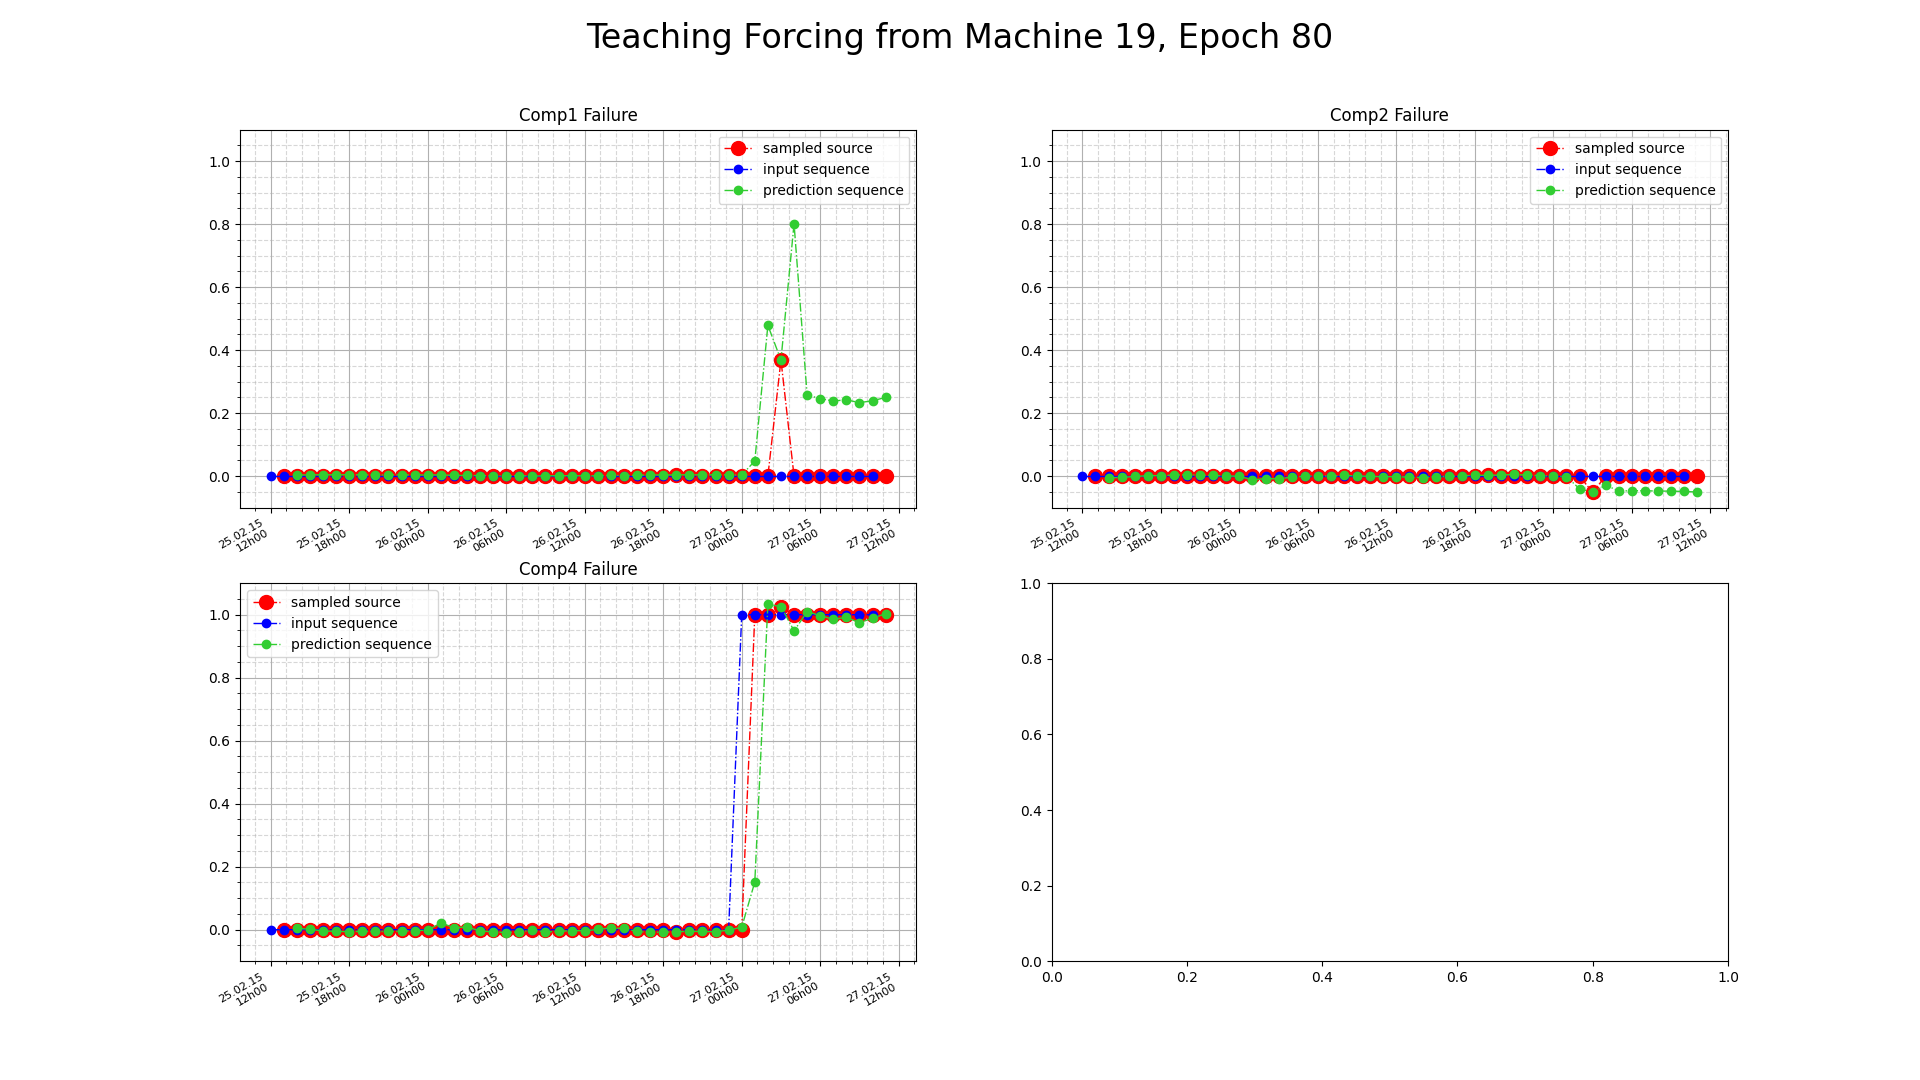 Teaching Forcing from Machine 19, Epoch 80
Comp1 Failure
sampled source
input sequence
prediction sequence
1.0
0.8
0.6
0.4
0.2
0.0
25.02.15
12h00
25.02.15
18h00
26.02.15
00h00
26.02.15
06h00
26.02.15
12h00
26.02.15
18h00
27.02.15
00h00
27.02.15
06h00
27.02.15
12h00
Comp2 Failure
sampled source
input sequence
prediction sequence
1.0
0.8
0.6
0.4
0.2
0.0
25.02.15
12h00
25.02.15
18h00
26.02.15
00h00
26.02.15
06h00
26.02.15
12h00
26.02.15
18h00
27.02.15
00h00
27.02.15
06h00
27.02.15
12h00
Comp4 Failure
sampled source
input sequence
prediction sequence
1.0
0.8
0.6
0.4
0.2
0.0
25.02.15
12h00
25.02.15
18h00
26.02.15
00h00
26.02.15
06h00
26.02.15
12h00
26.02.15
18h00
27.02.15
00h00
27.02.15
06h00
27.02.15
12h00
1.0
0.8
0.6
0.4
0.2
0.0
0.0 0.2 0.4 0.6 0.8 1.0